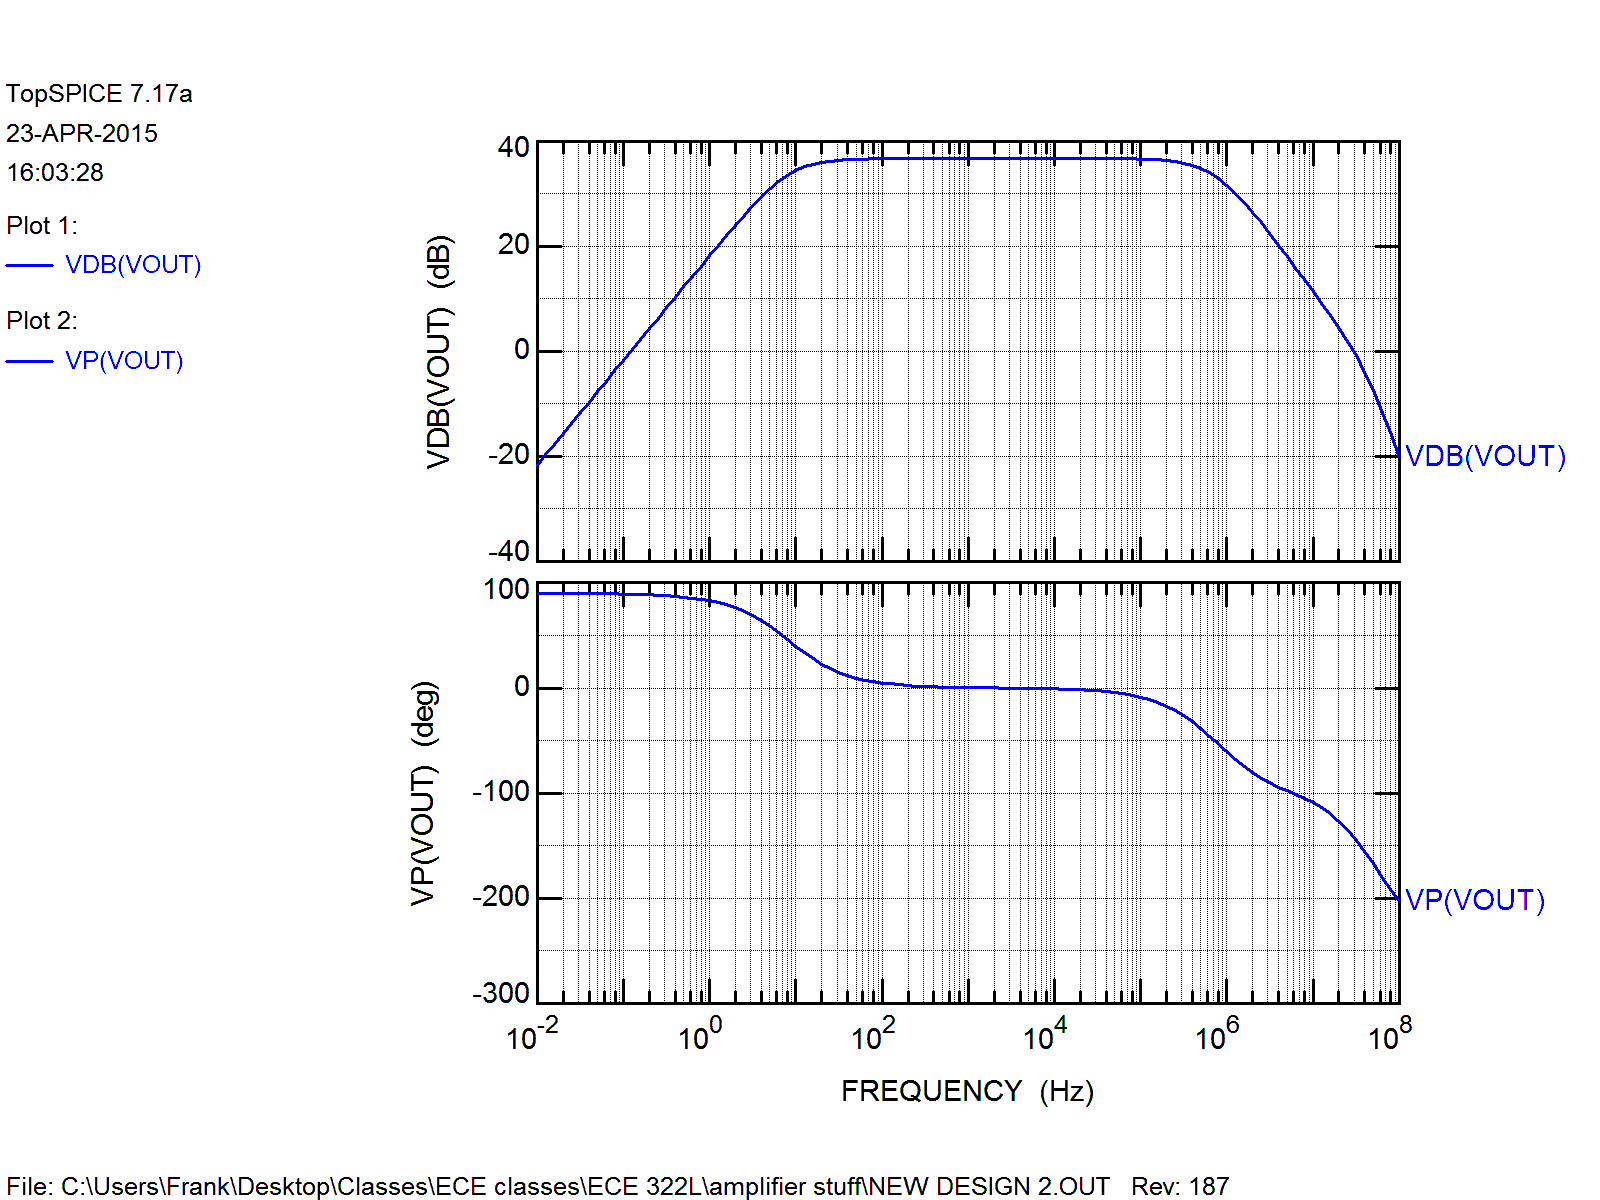 TopSPICE 7.17a
23-APR-2015
16:03:28
Plot 1:
VDB(VOUT)
Plot 2:
VP(VOUT)
VDB(VOUT) (dB)
40
20
0
-20
-40
VDB(VOUT)
VP(VOUT) (deg)
100
0
-100
-200
-300
VP(VOUT)
10-2 100 102 104 106 108
FREQUENCY (Hz)
File: C:\Users\Frank\Desktop\Classes\ECE classes\ECE 322L\amplifier stuff\NEW DESIGN 2.OUT Rev: 187